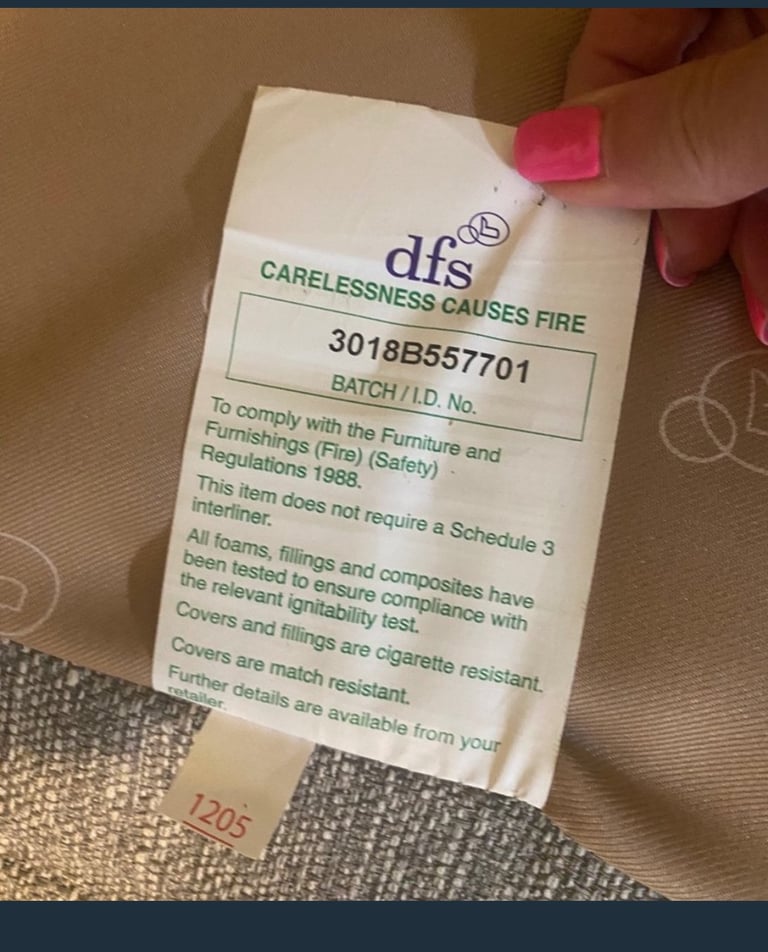 dfs
CARELESSNESS CAUSES FIRE
3018B557701
BATCH / I.D. No.
To comply with the Furniture and
Furnishings (Fire) (Safety)
Regulations 1988.
This item does not require a Schedule 3
interliner.
All foams, fillings and composites have
been tested to ensure compliance with
the relevant ignitability test.
Covers and fillings are cigarette resistant.
Covers are match resistant.
Further details are available from your
retailer.
1205